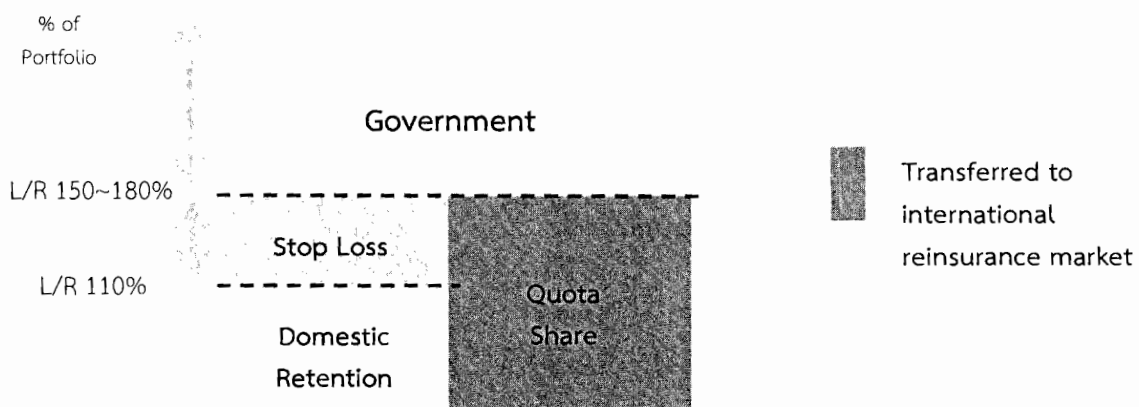 % of
Portfolio
Government
L/R 150~180%
Stop Loss
L/R 110%
Domestic
Retention
Quota
Share
Transferred to
international
reinsurance market